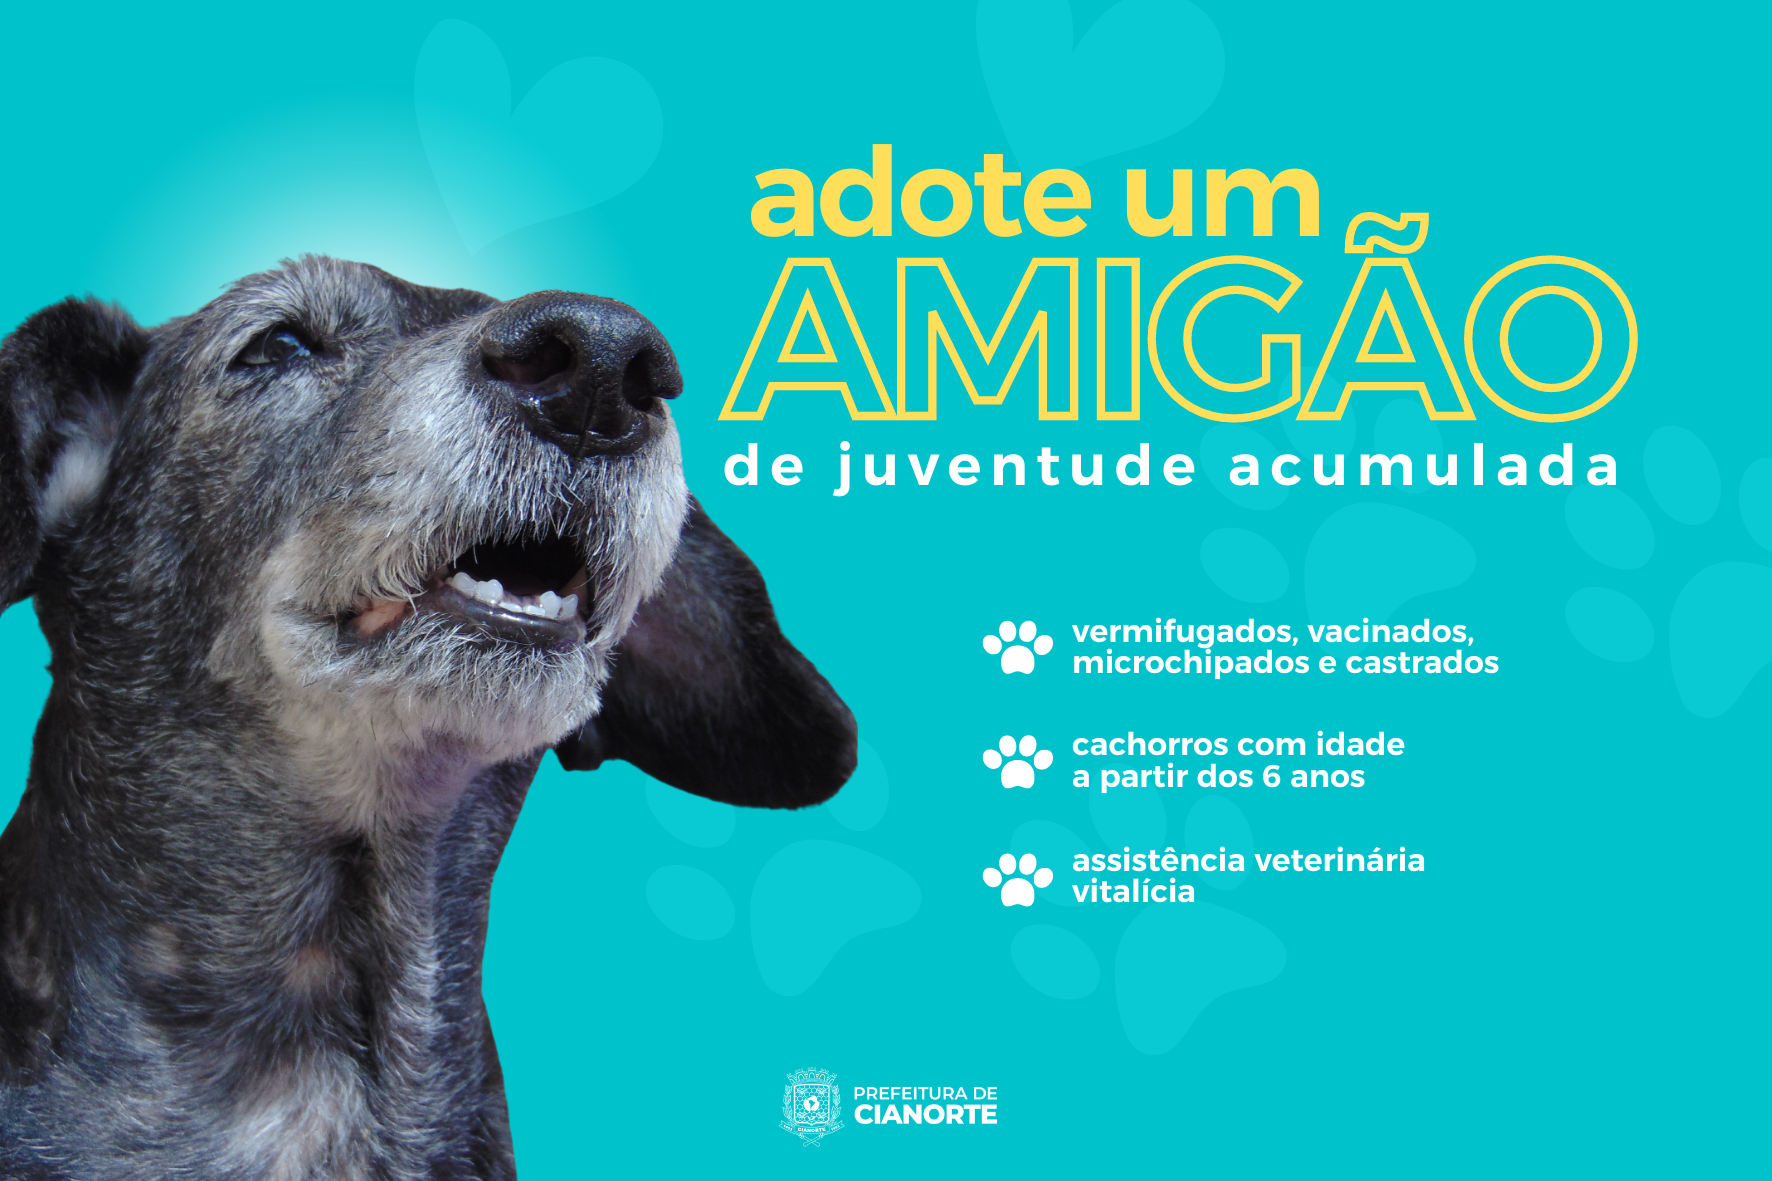 adote um
AMIGÃO
de juventude acumulada
vermifugados, vacinados,
microchipados e castrados
cachorros com idade
a partir dos 6 anos
assistência veterinária
vitalícia
PREFEITURA DE
CIANORTE
CIANORTE